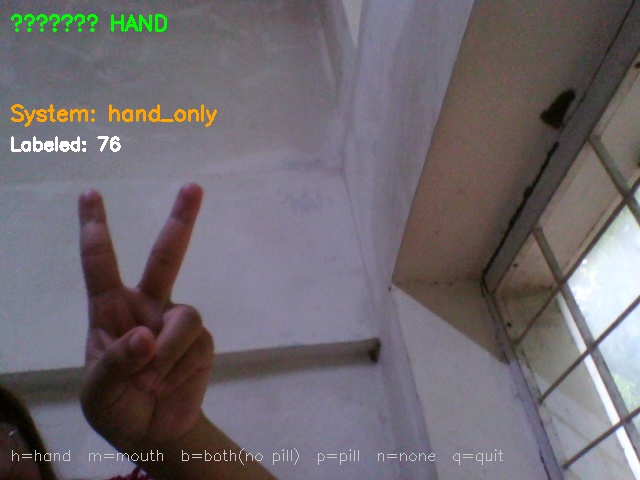 ??????? HAND
System: hand_only
Labeled: 76
h=hand m=mouth b=both(no pill) p=pill n=none q=quit